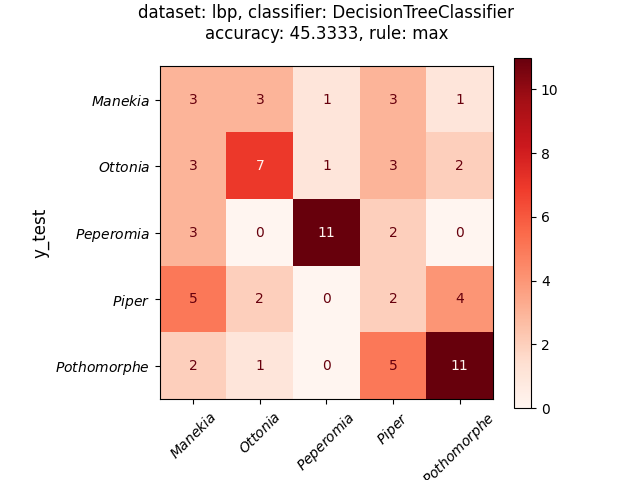 dataset: lbp, classifier: DecisionTreeClassifier
accuracy: 45.3333, rule: max
Manekia 3 3 1 3 1
Ottonia 3 7 1 3 2
Peperomia 3 0 11 2 0
Piper 5 2 0 2 4
Pothomorphe 2 1 0 5 11
y_test
Manekia Ottonia Peperomia Piper Pothomorphe
10
8
6
4
2
0